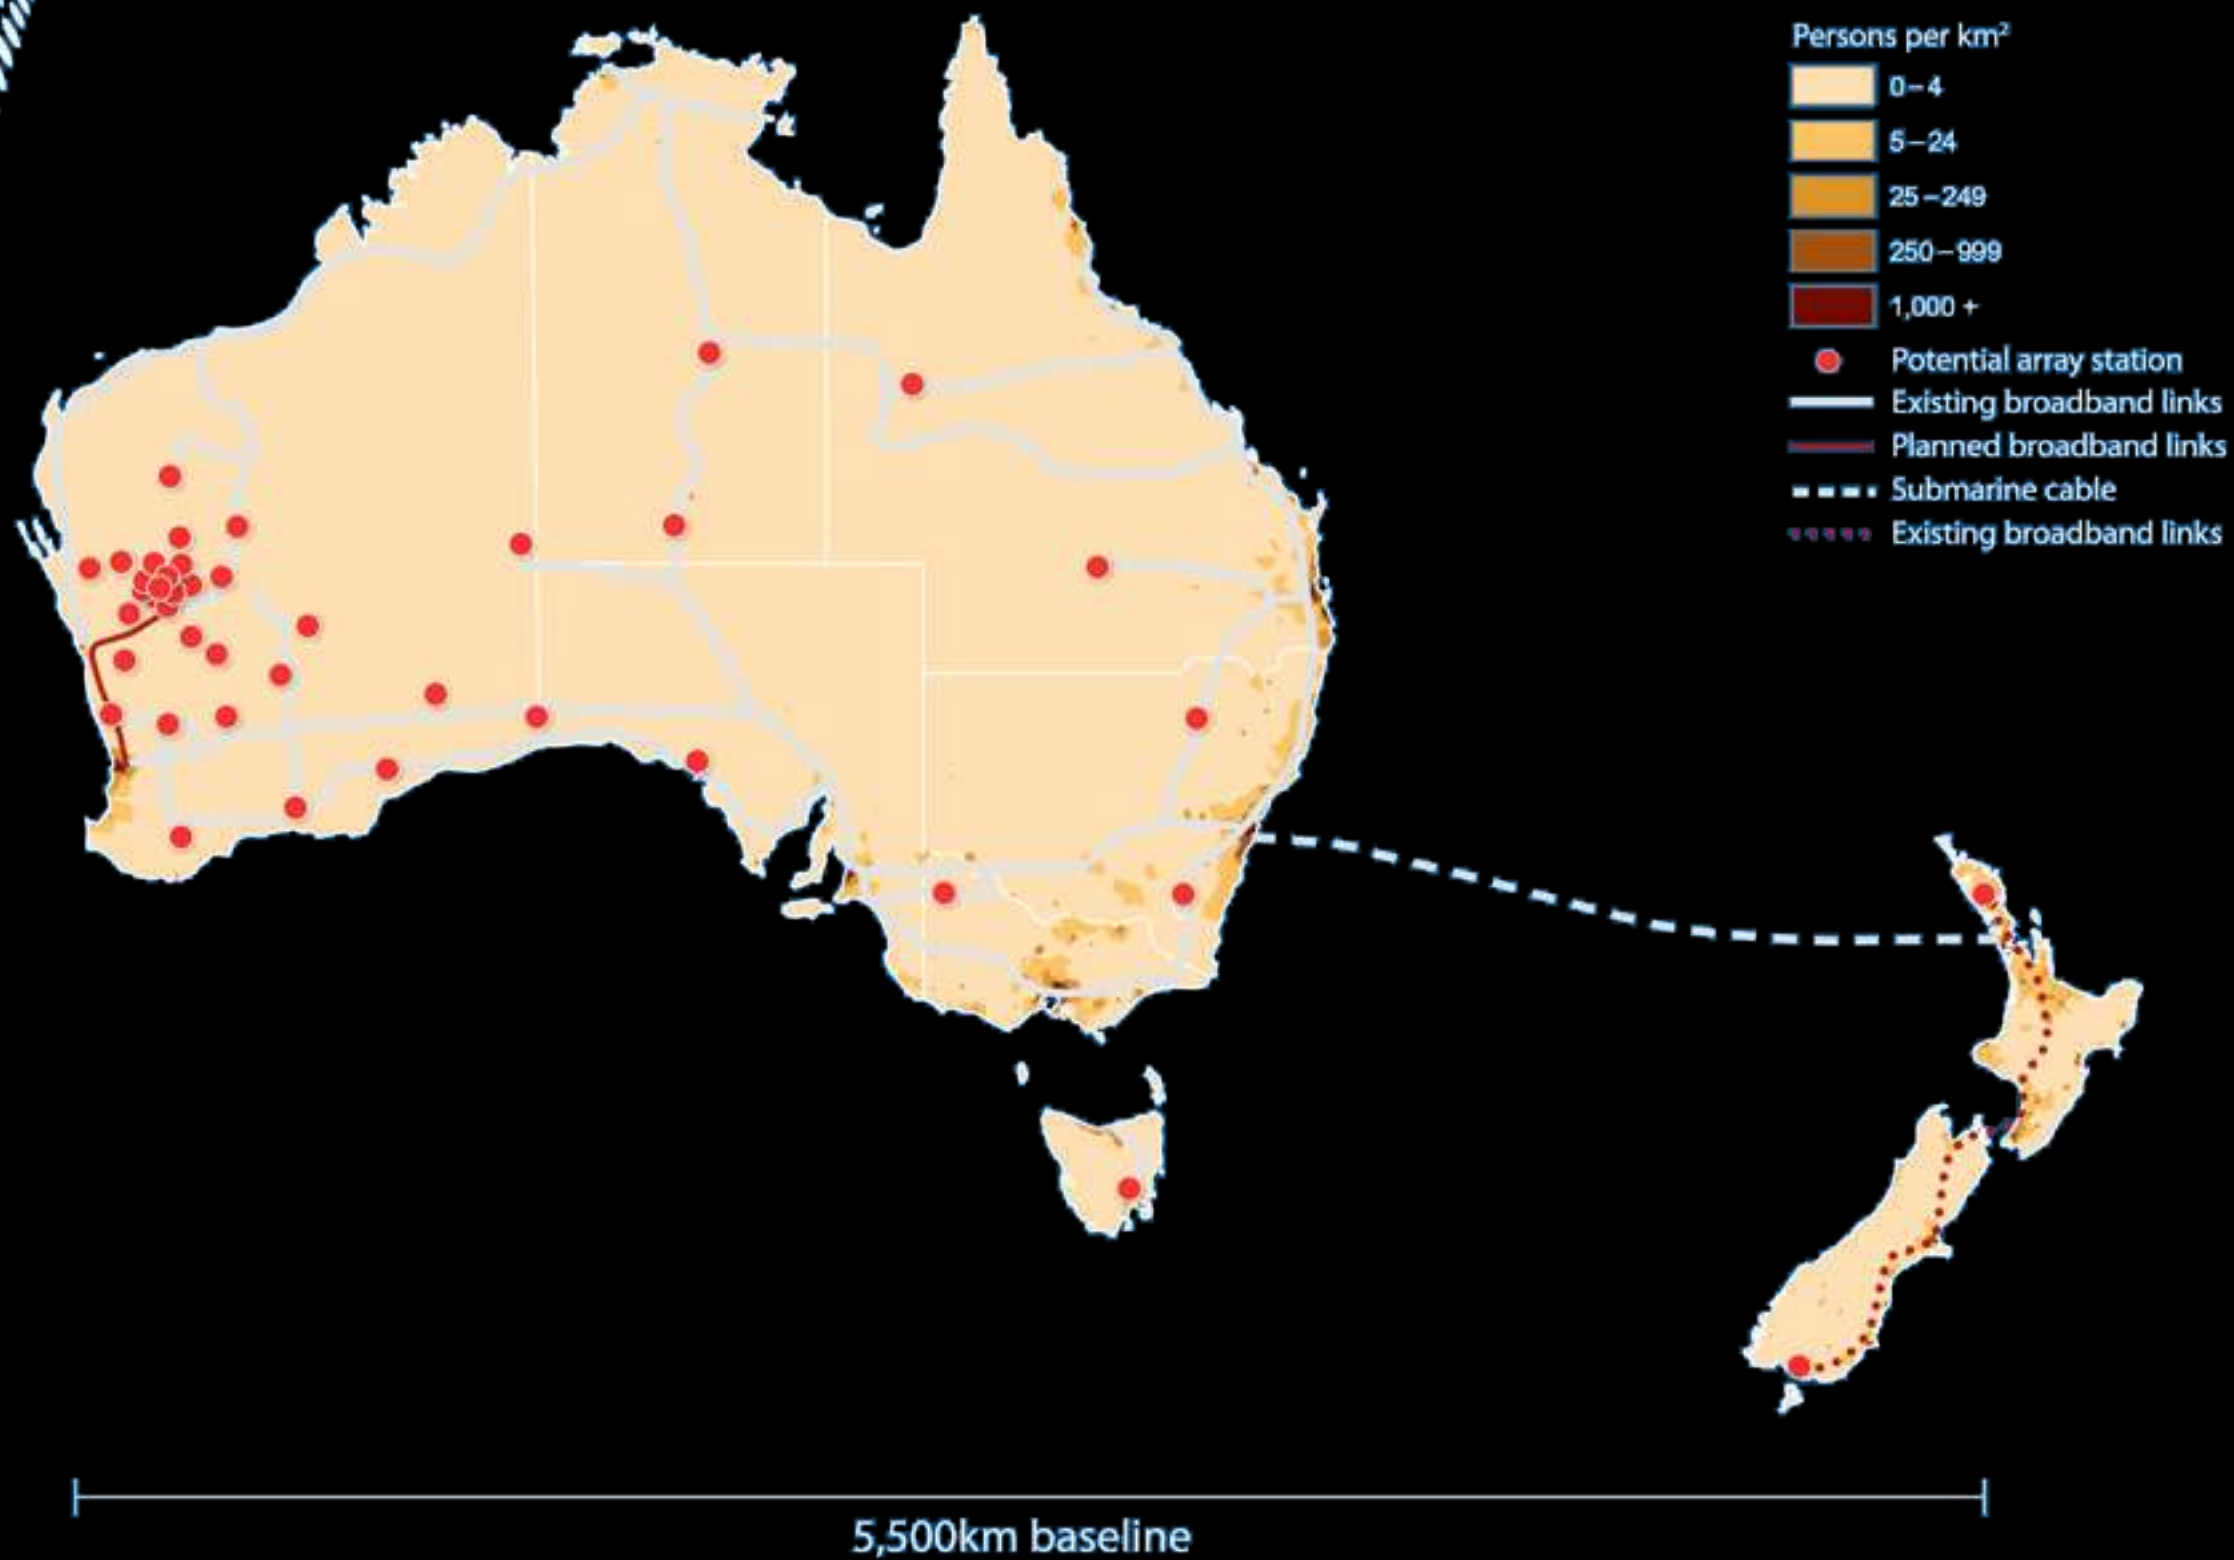 Persons per km²
0–4
5–24
25–249
250–999
1,000 +
Potential array station
Existing broadband links
Planned broadband links
Submarine cable
Existing broadband links
5,500km baseline